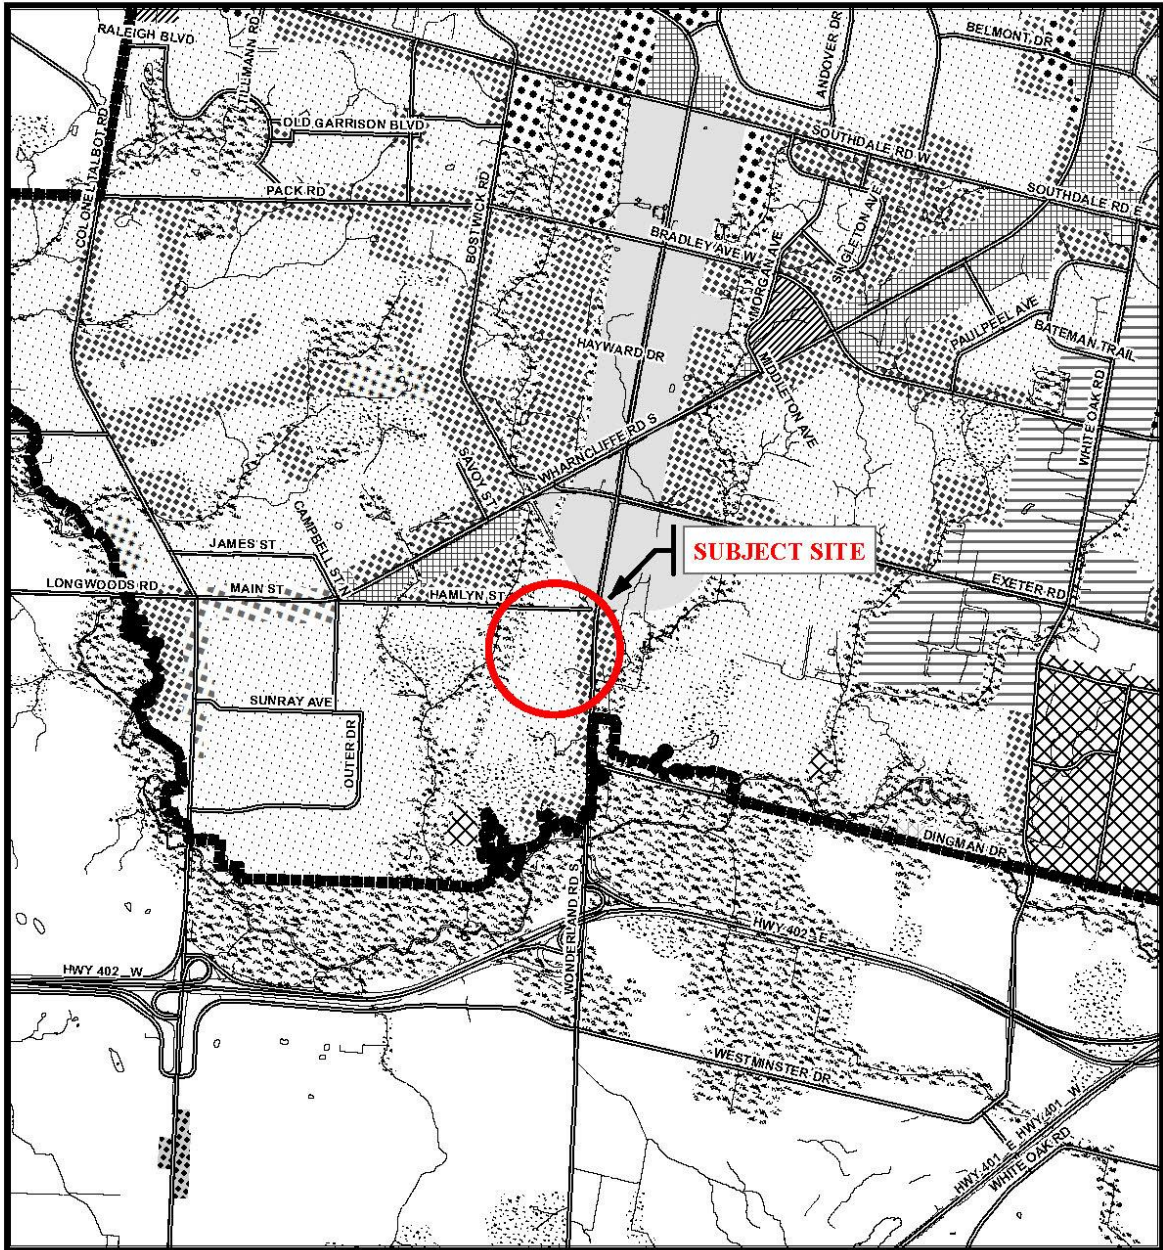 RALEIGH BLVD
TILLMANN RD
ANDOVER DR
BELMONT DR
COLONEL TALBOT RD
OLD GARRISON BLVD
SOUTHDALE RD W
PACK RD
BOSTWICK RD
SINGLETON AVE
SOUTHDALE RD E
BRADLEY AVE W
MORGAN AVE
PAULPEEL AVE
BATEMAN TRAIL
HAYWARD DR
MIDDLETON AVE
WHITE OAK RD
WHARNCLIFFE RD S
SAVOY ST
CAMPBELL ST N
JAMES ST
SUBJECT SITE
LONGWOODS RD
MAIN ST
HAMLYN ST
EXETER RD
SUNRAY AVE
OUTER DR
DINGMAN DR
WONDERLAND RD S
HWY 402 E
HWY 402 W
WESTMINSTER DR
HWY 401 E
HWY 401 W
WHITE OAK RD